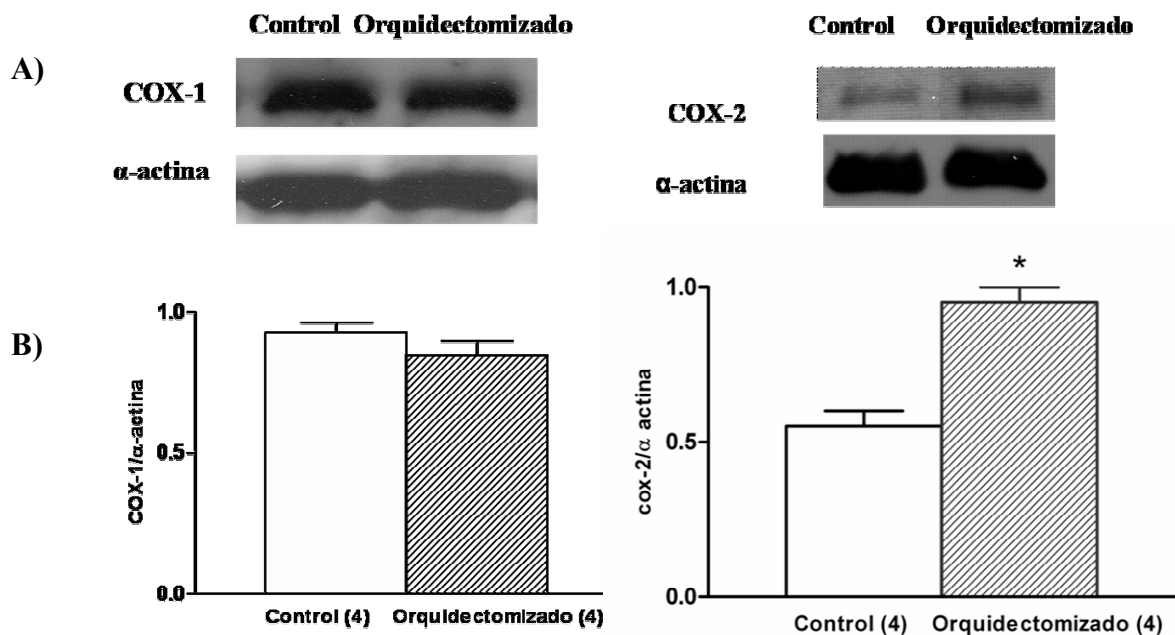 Control Orquidectomizado
A)
COX-1
α-actina
Control Orquidectomizado
COX-2
α-actina
B)
COX-1/α-actina
1.0
0.5
0.0
Control (4) Orquidectomizado (4)
*
cox-2/α actina
1.0
0.5
0.0
Control (4) Orquidectomizado (4)